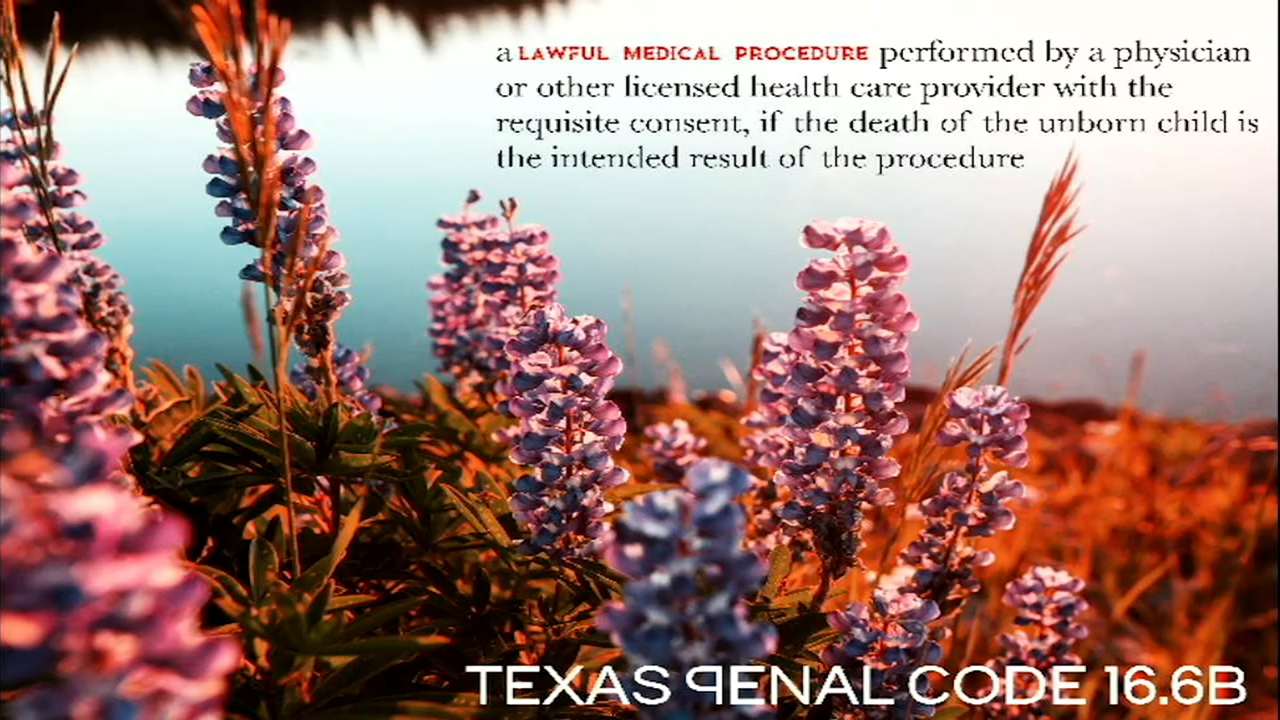 a LAWFUL MEDICAL PROCEDURE performed by a physician
or other licensed health care provider with the
requisite consent, if the death of the unborn child is
the intended result of the procedure
TEXAS PENAL CODE 16.6B